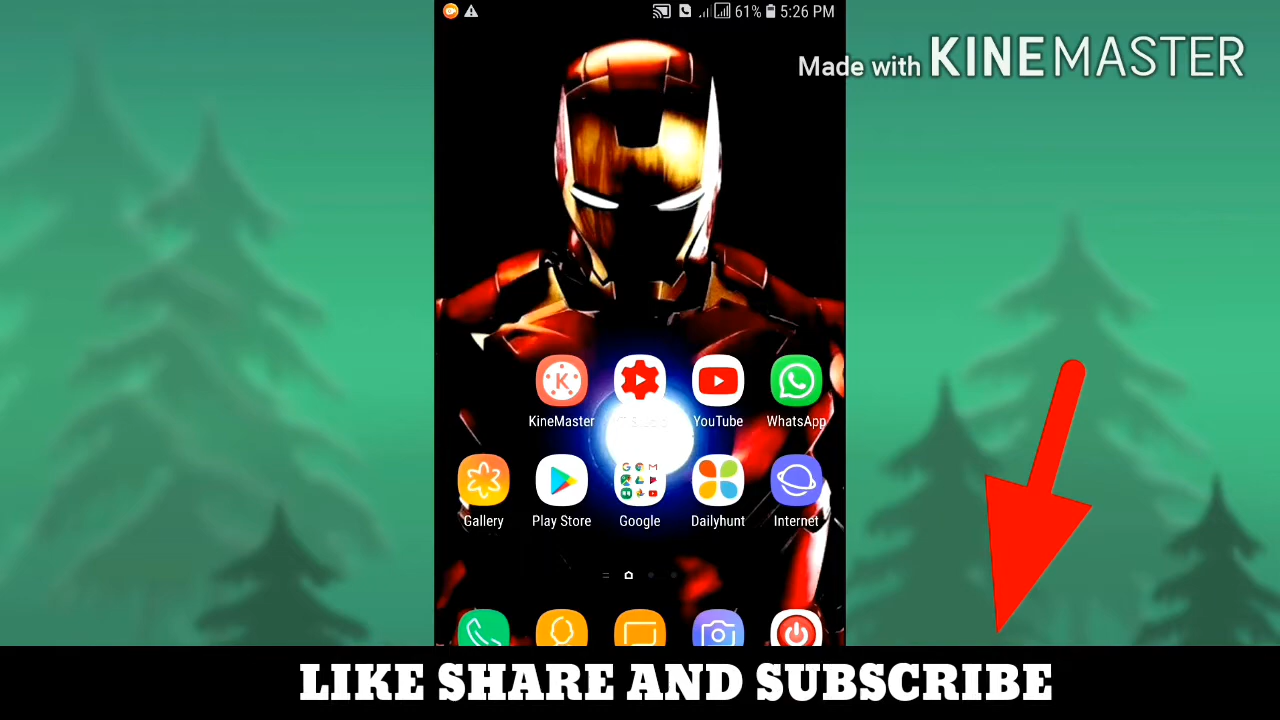 61% 5:26 PM
Made with KINEMASTER
KineMaster YouTube WhatsApp
Gallery Play Store Google Dailyhunt Internet
LIKE SHARE AND SUBSCRIBE